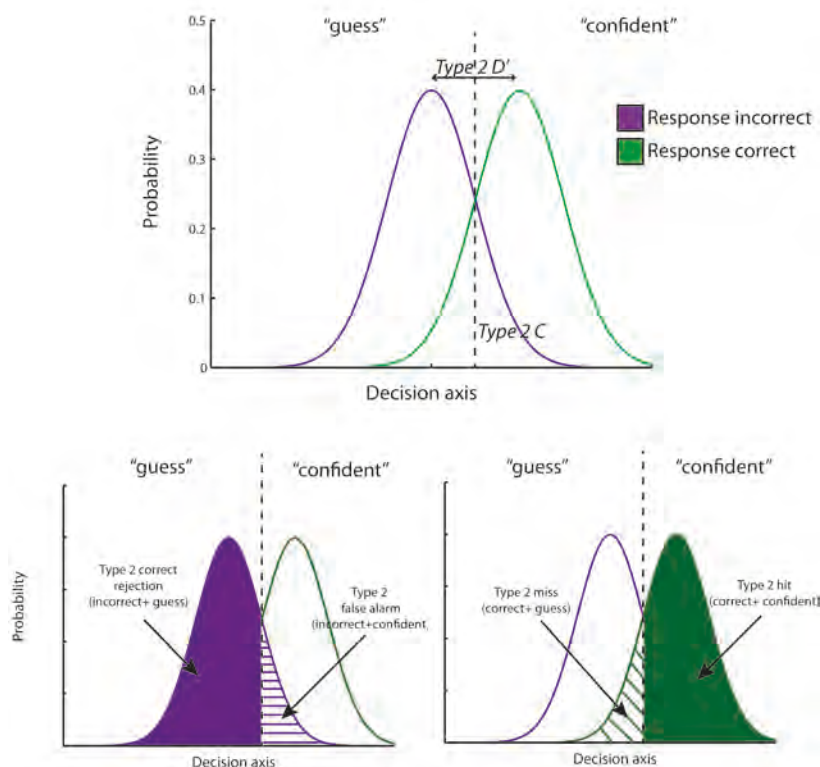 "guess" "confident"
Type 2 D'
0.5
0.4
0.3
0.2
0.1
0
Probability
Response incorrect
Response correct
Type 2 C
Decision axis
"guess" "confident"
Type 2 correct
rejection
(incorrect+ guess)
Type 2
false alarm
(incorrect+confident)
Probability
Decision axis
"guess" "confident"
Type 2 miss
(correct+ guess)
Type 2 hit
(correct+ confident)
Decision axis